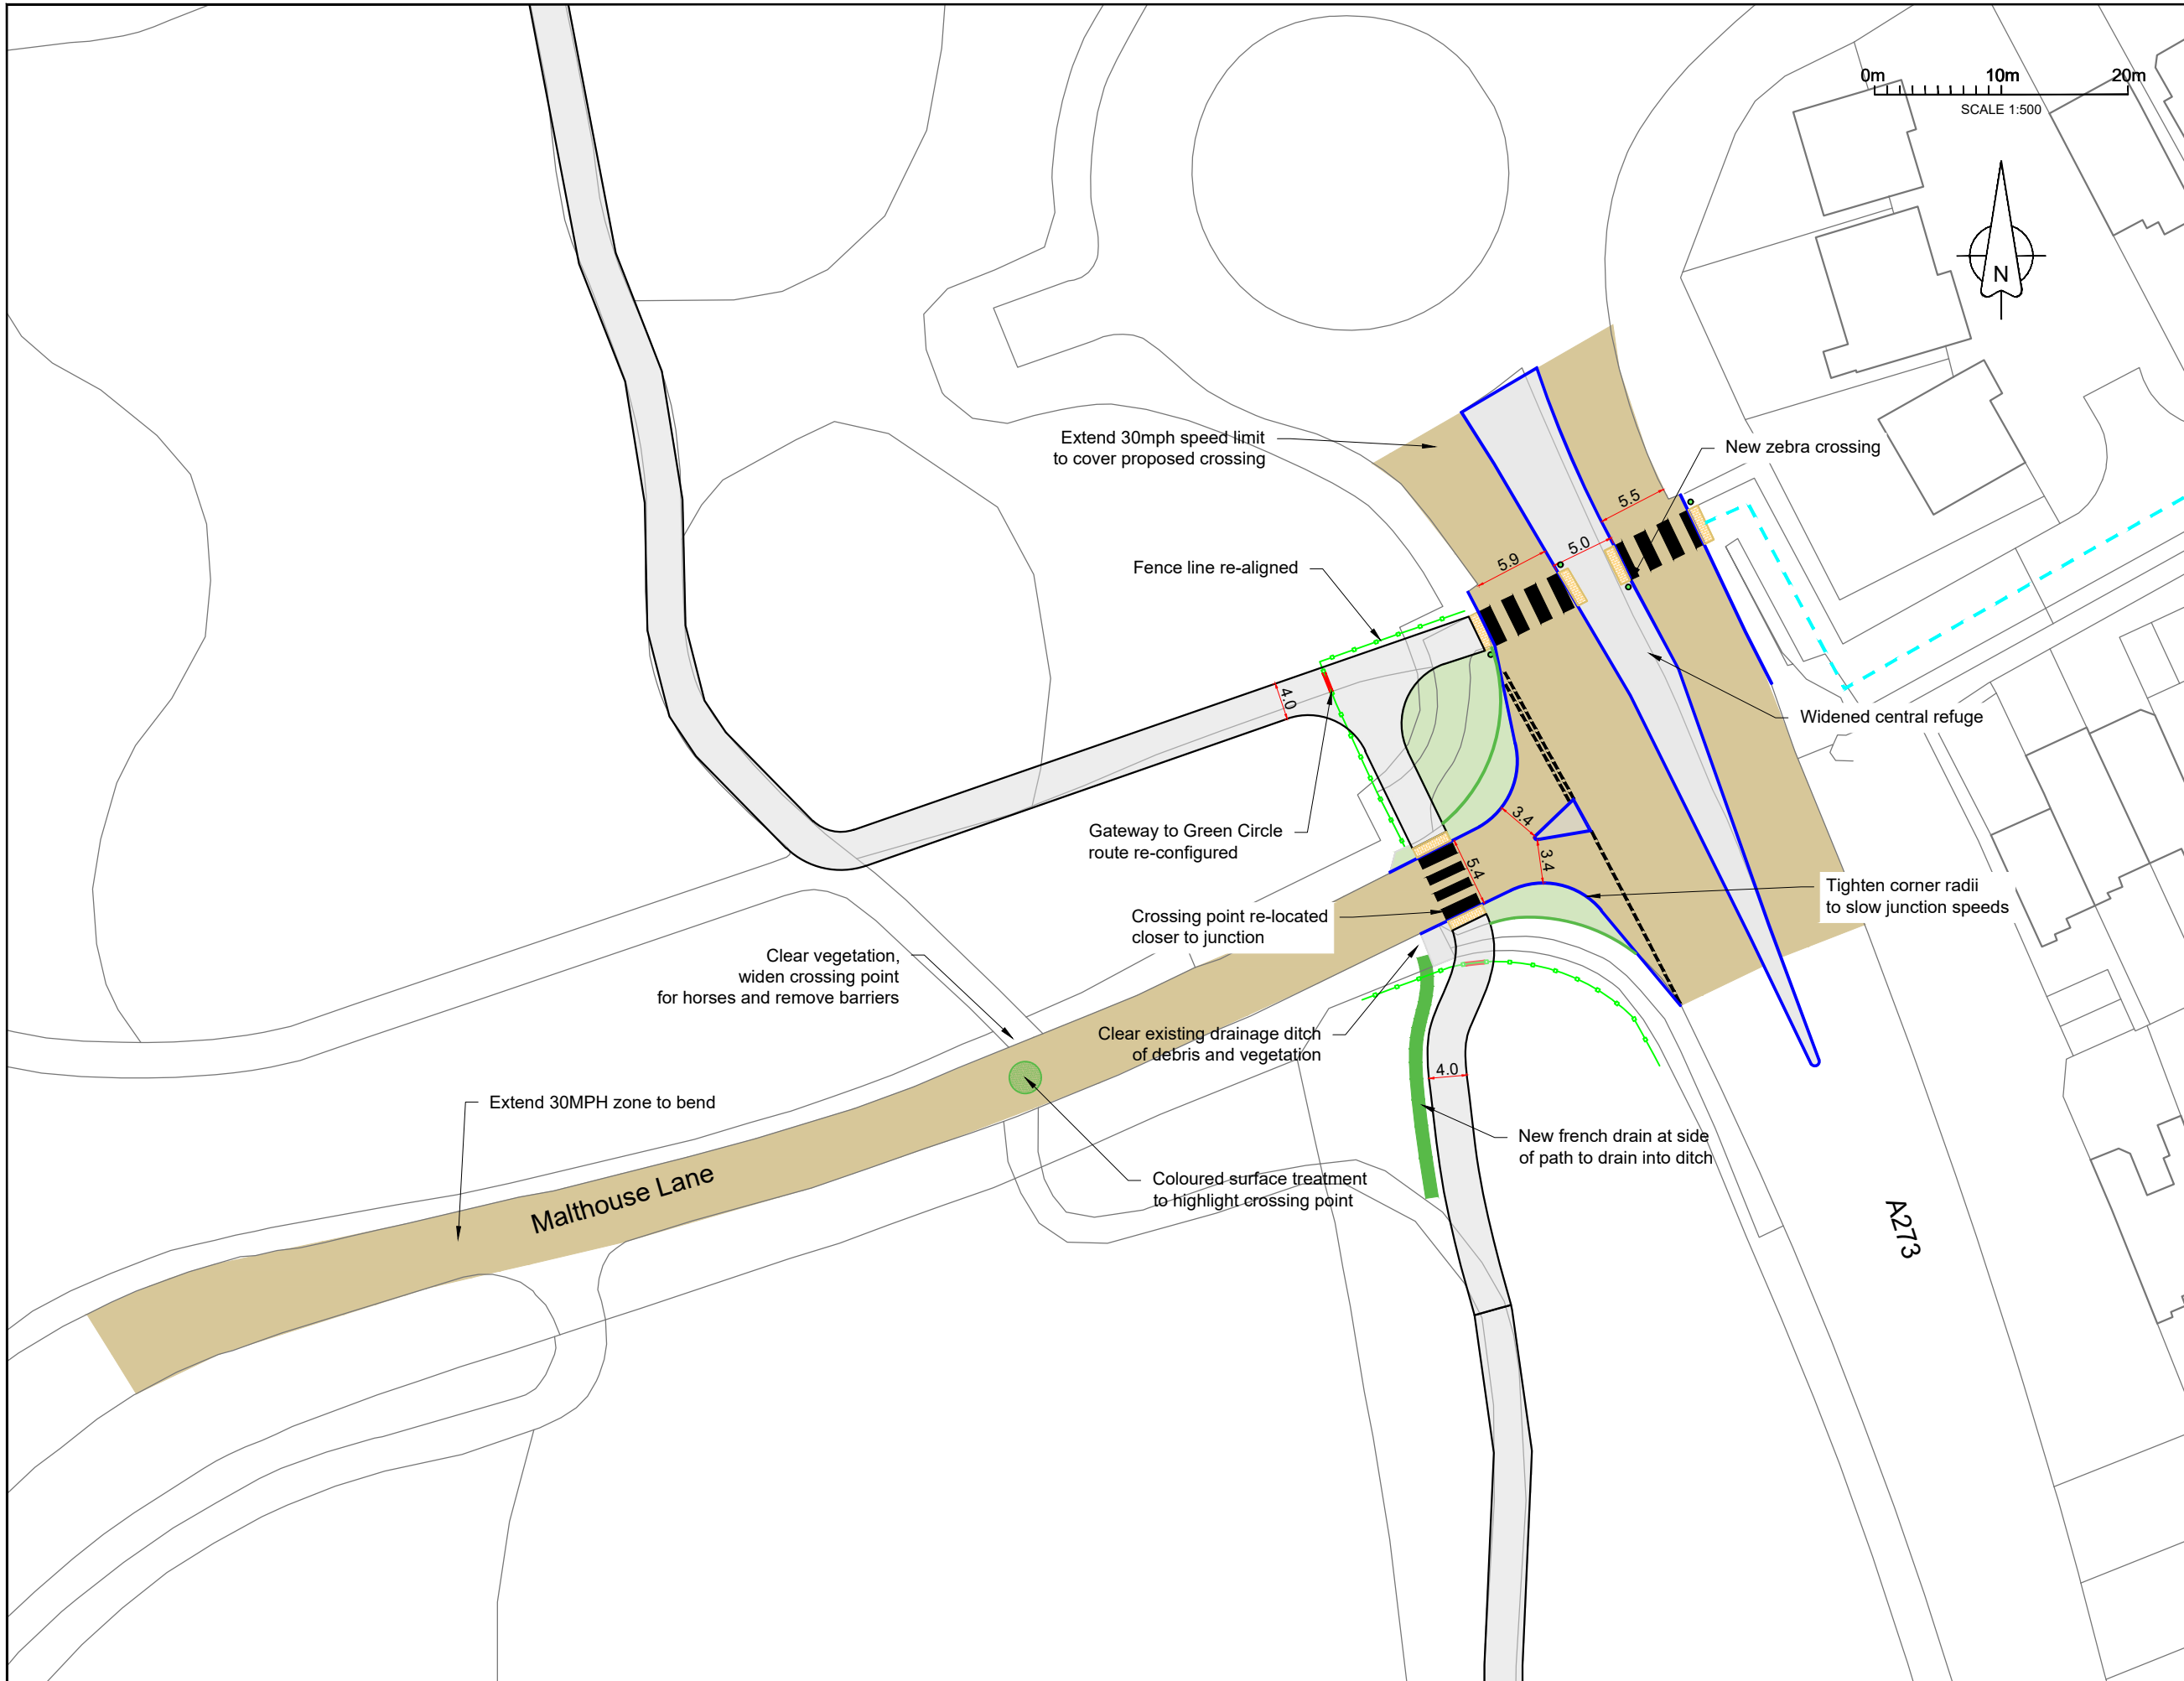 0m 10m 20m
SCALE 1:500
N
Extend 30mph speed limit
to cover proposed crossing
New zebra crossing
5.5
5.0
5.9
Fence line re-aligned
4.0
Widened central refuge
Gateway to Green Circle
route re-configured
3.4
3.4
5.4
Tighten corner radii
to slow junction speeds
Crossing point re-located
closer to junction
Clear vegetation,
widen crossing point
for horses and remove barriers
Clear existing drainage ditch
of debris and vegetation
4.0
Extend 30MPH zone to bend
New french drain at side
of path to drain into ditch
Coloured surface treatment
to highlight crossing point
Malthouse Lane
A273